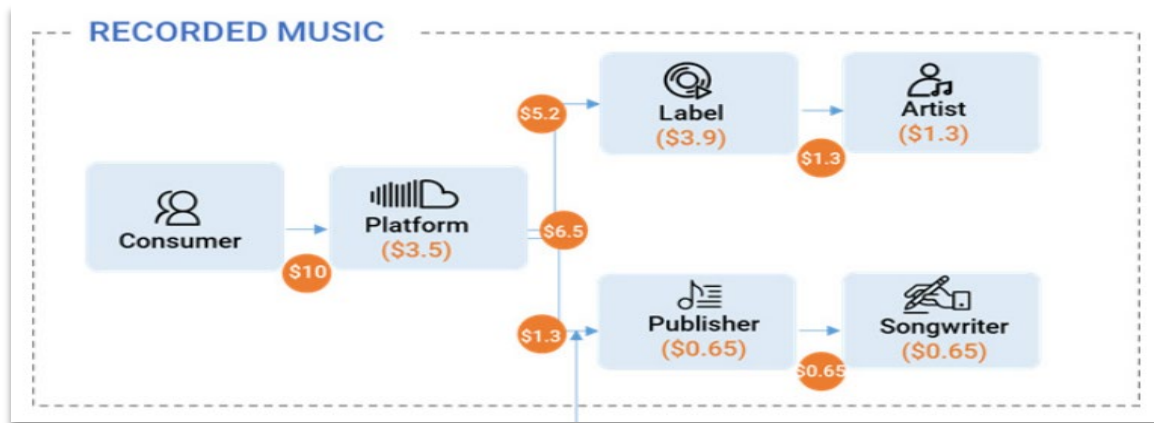 RECORDED MUSIC
$5.2
Label
($3.9)
$1.3
Artist
($1.3)
Consumer
$10
Platform
($3.5)
$6.5
$1.3
Publisher
($0.65)
$0.65
Songwriter
($0.65)